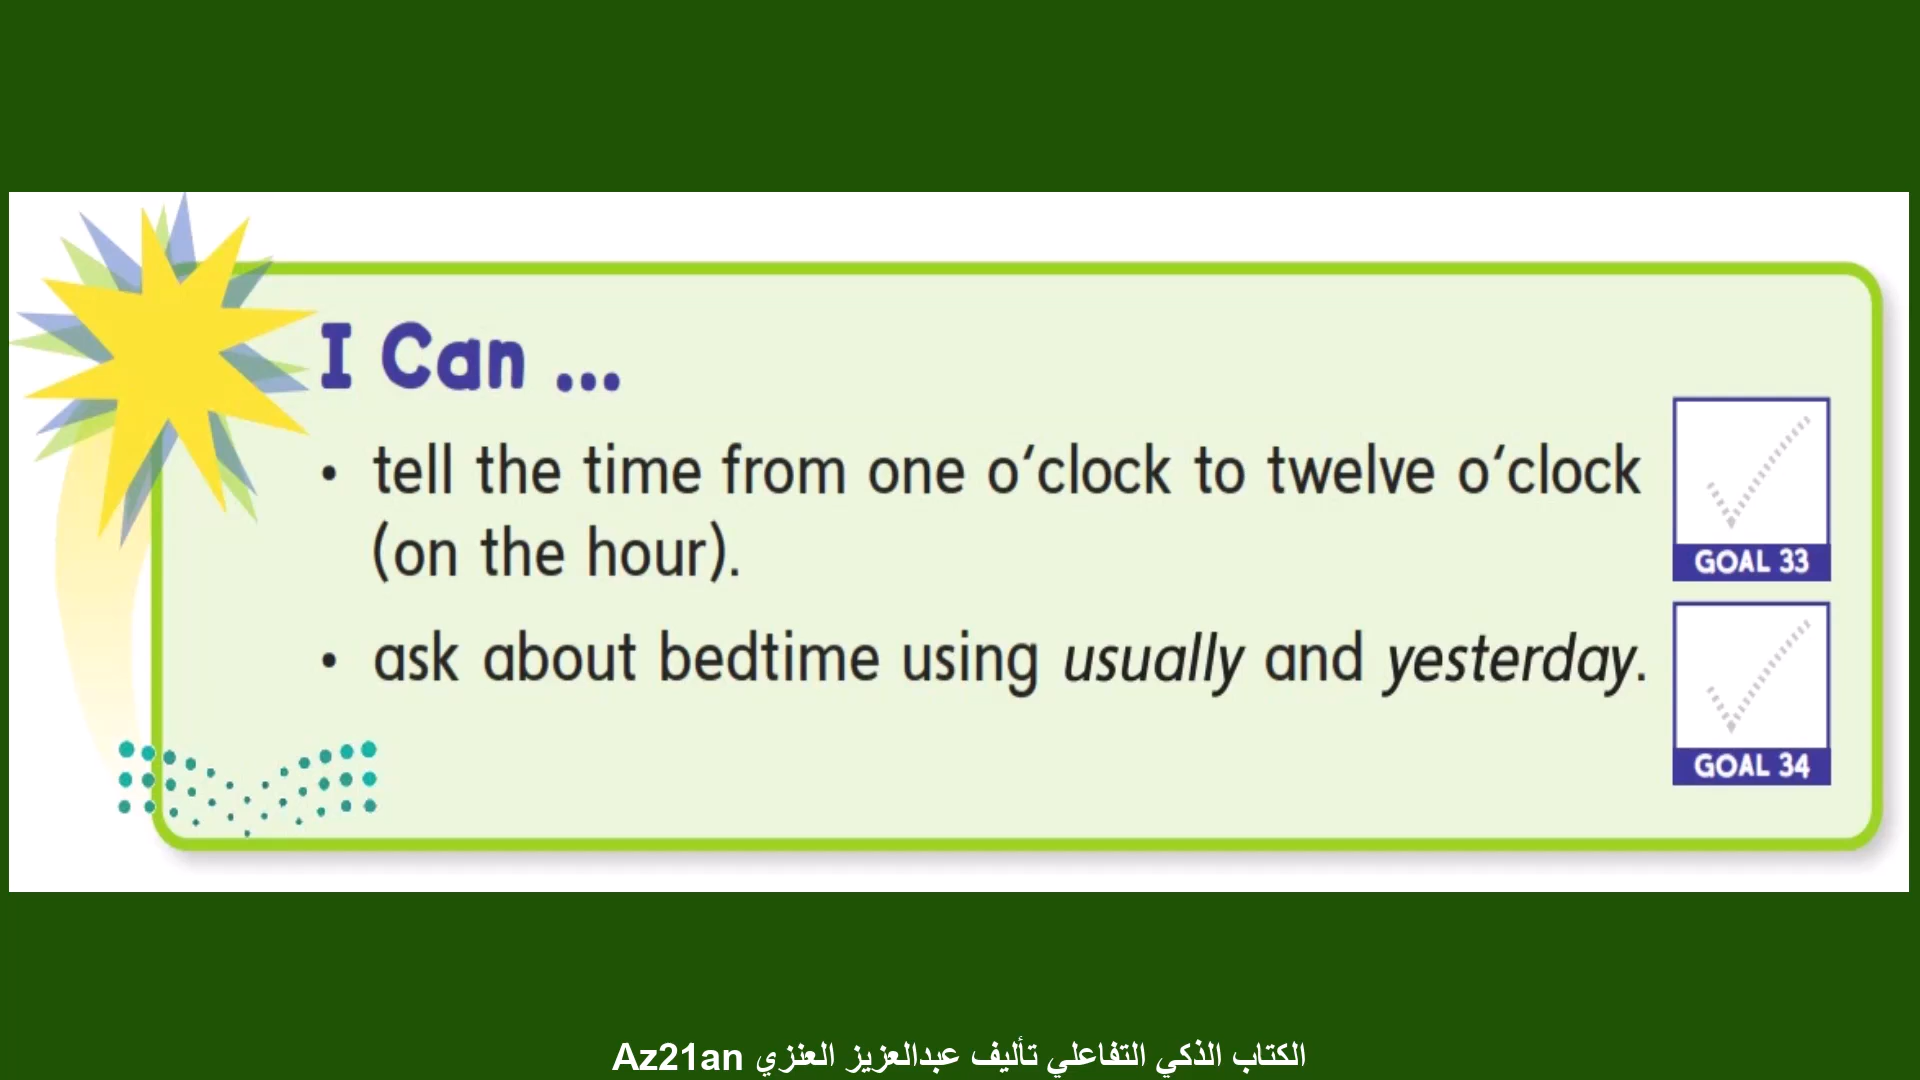 I Can ...
• tell the time from one o‘clock to twelve o‘clock
(on the hour).
GOAL 33
• ask about bedtime using usually and yesterday.
GOAL 34
الكتاب الذكي التفاعلي تأليف عبدالعزيز العنزي Az21an